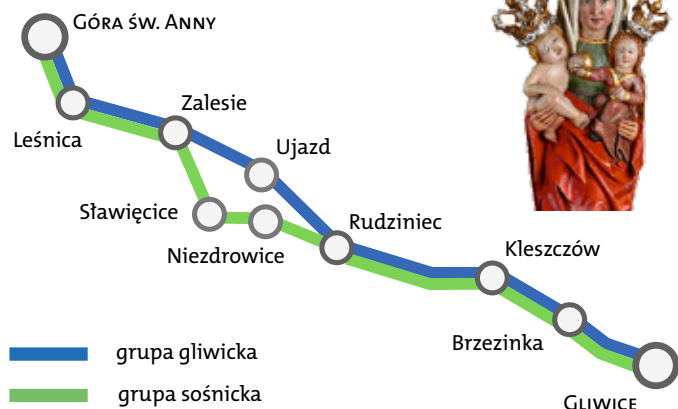 GÓRA ŚW. ANNY
Leśnica
Zalesie
Ujazd
Sławięcice
Niezdrowice
Rudziniec
Kleszczów
Brzezinka
GLIWICE
grupa gliwicka
grupa sośnicka